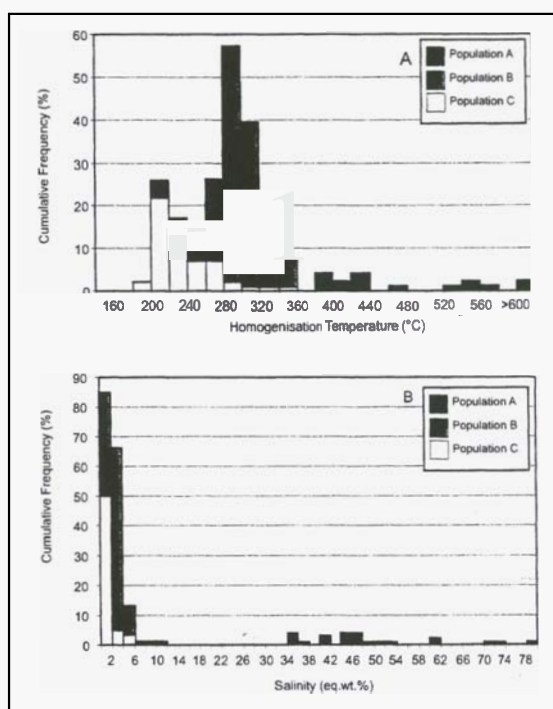 A
Population A
Population B
Population C
Cumulative Frequency (%)
60
50
40
30
20
10
0
160 200 240 280 320 360 400 440 480 520 560 >600
Homogenisation Temperature (°C)
B
Population A
Population B
Population C
Cumulative Frequency (%)
90
80
70
60
50
40
30
20
10
0
2 6 10 14 18 22 26 30 34 38 42 46 50 54 58 62 66 70 74 78
Salinity (eq.wt.%)